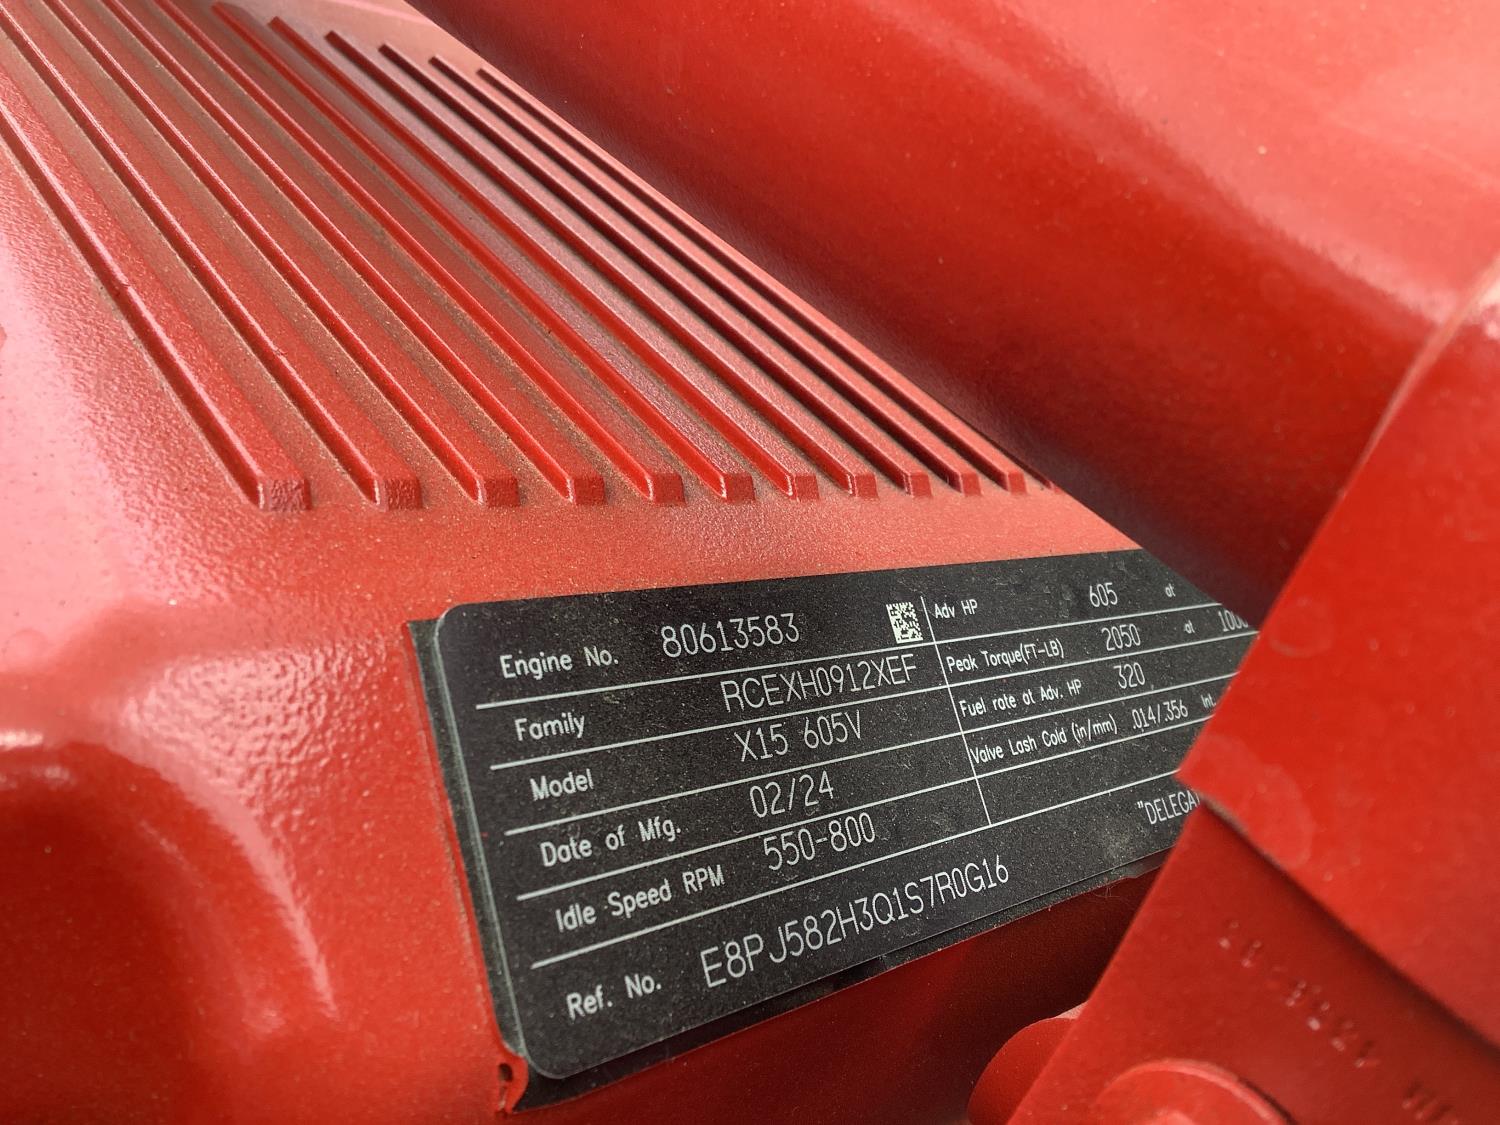 Engine No. 80613583
Family RCEXH0912XEF
Model X15 605V
Date of Mfg. 02/24
Idle Speed RPM 550-800
Ref. No. E8PJ582H3Q1S7R0G16
Adv HP 605 at
Peak Torque(FT-LB) 2050 at
Fuel rate at Adv. HP 320
Valve Lash Cold (in/mm) .014/.356 Int.